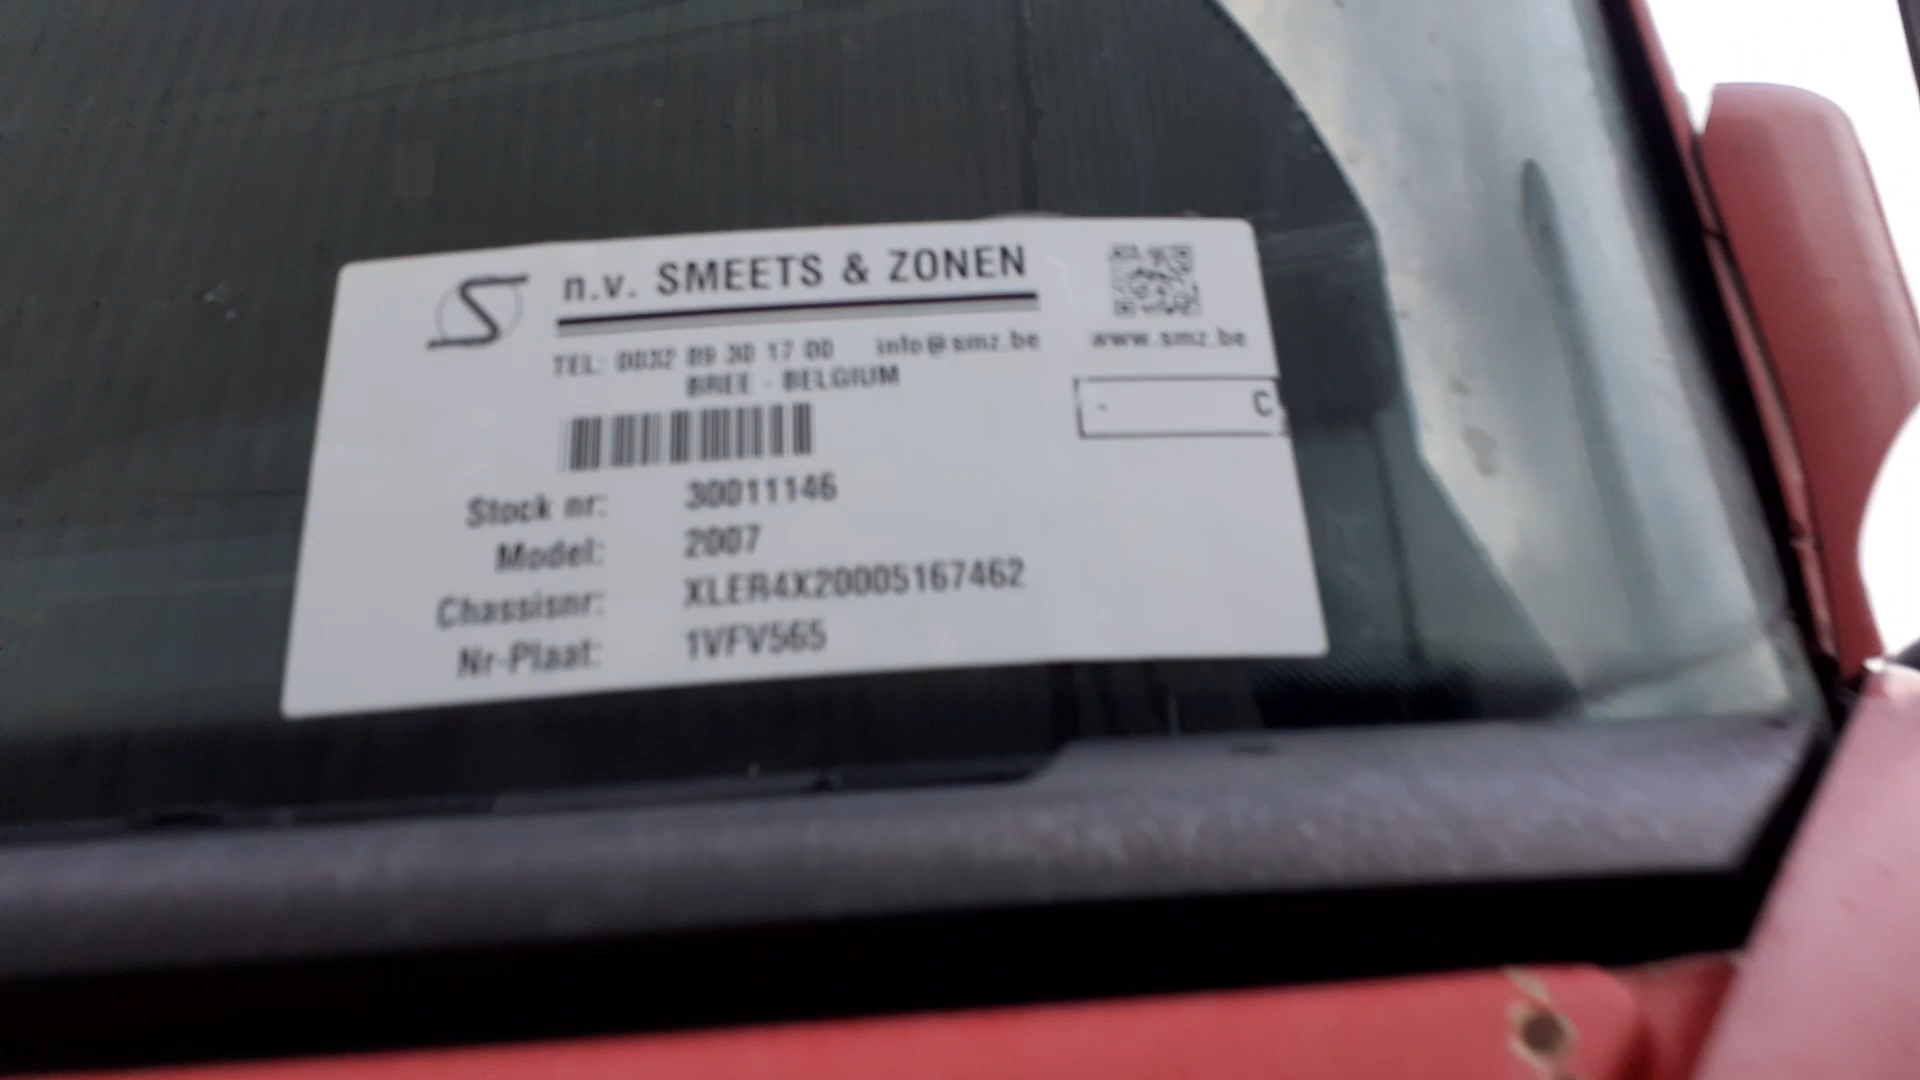 n.v. SMEETS & ZONEN
TEL: 0032 89 30 17 00 info@smz.be www.smz.be
BREE - BELGIUM
- C
Stock nr: 30011146
Model: 2007
Chassisnr: XLER4X20005167462
Nr-Plaat: 1VFV565